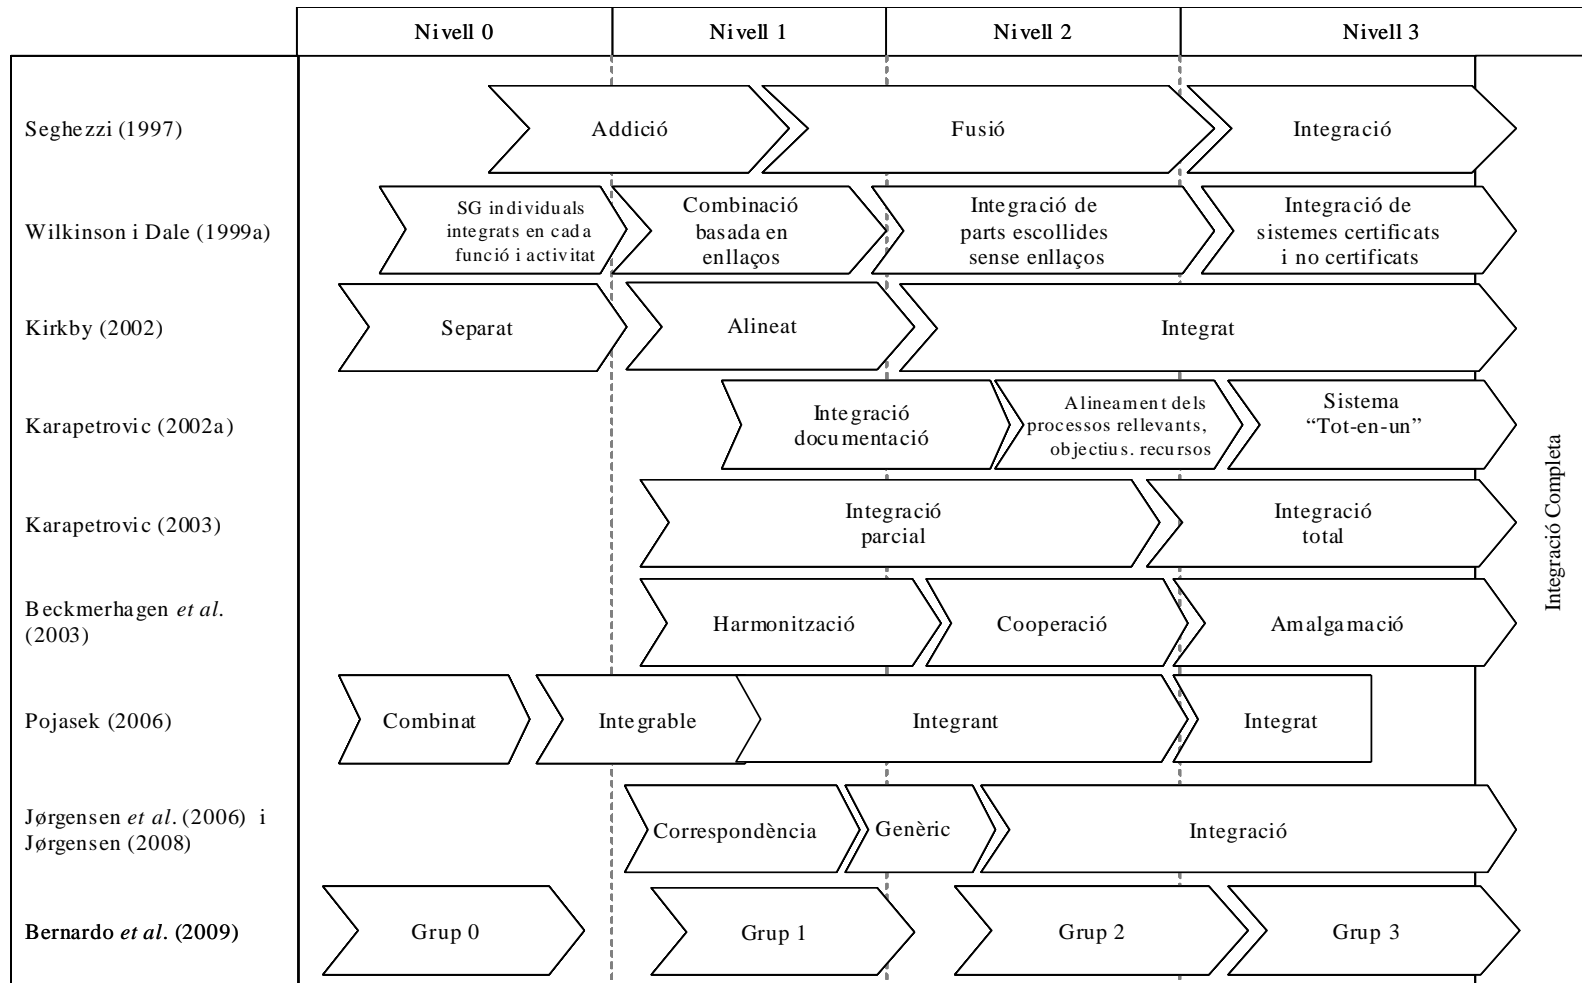 Nivell 0
Nivell 1
Nivell 2
Nivell 3
Seghezzi (1997)
Addició
Fusió
Integració
Wilkinson i Dale (1999a)
SG individuals
integrats en cada
funció i activitat
Combinació
basada en
enllaços
Integració de
parts escollides
sense enllaços
Integració de
sistemes certificats
i no certificats
Kirkby (2002)
Separat
Alineat
Integrat
Karapetrovic (2002a)
Integració
documentació
Alineament dels
processos rellevants,
objectius. recursos
Sistema
“Tot-en-un”
Karapetrovic (2003)
Integració
parcial
Integració
total
Beckmerhagen et al.
(2003)
Harmonització
Cooperació
Amalgamació
Pojasek (2006)
Combinat
Integrable
Integrant
Integrat
Jørgensen et al. (2006) i
Jørgensen (2008)
Correspondència
Genèric
Integració
Bernardo et al. (2009)
Grup 0
Grup 1
Grup 2
Grup 3
Integració Completa